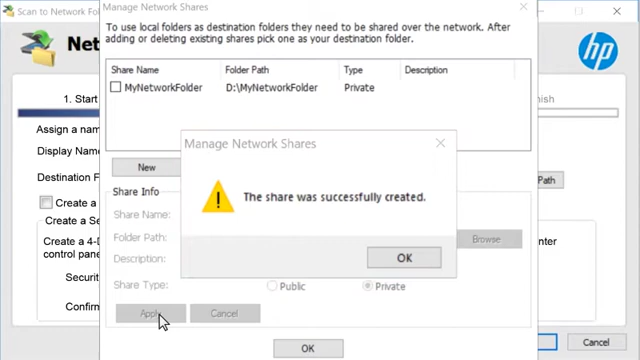 Scan to Network Folder
Manage Network Shares
To use local folders as destination folders they need to be shared over the network. After
adding or deleting existing shares pick one as your destination folder.
Share Name Folder Path Type Description
MyNetworkFolder D:\MyNetworkFolder Private
Manage Network Shares
The share was successfully created.
OK
New
Share Info
Share Name:
Folder Path:
Browse
Description:
Share Type:
Public
Private
Apply
Cancel
OK
hp
1. Start
Assign a nam
Display Nam
Destination F
Path
Create a
Create a Se
Create a 4-D
control pane
Securit
Confirm
Cancel